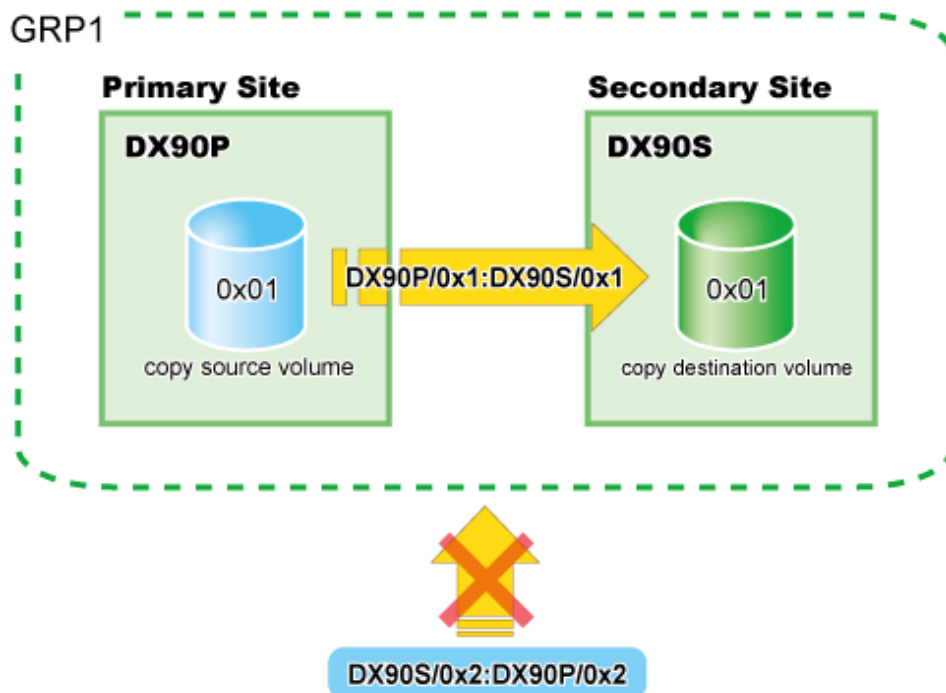 GRP1
Primary Site
Secondary Site
DX90P
DX90S
0x01
DX90P/0x1:DX90S/0x1
0x01
copy source volume
copy destination volume
DX90S/0x2:DX90P/0x2